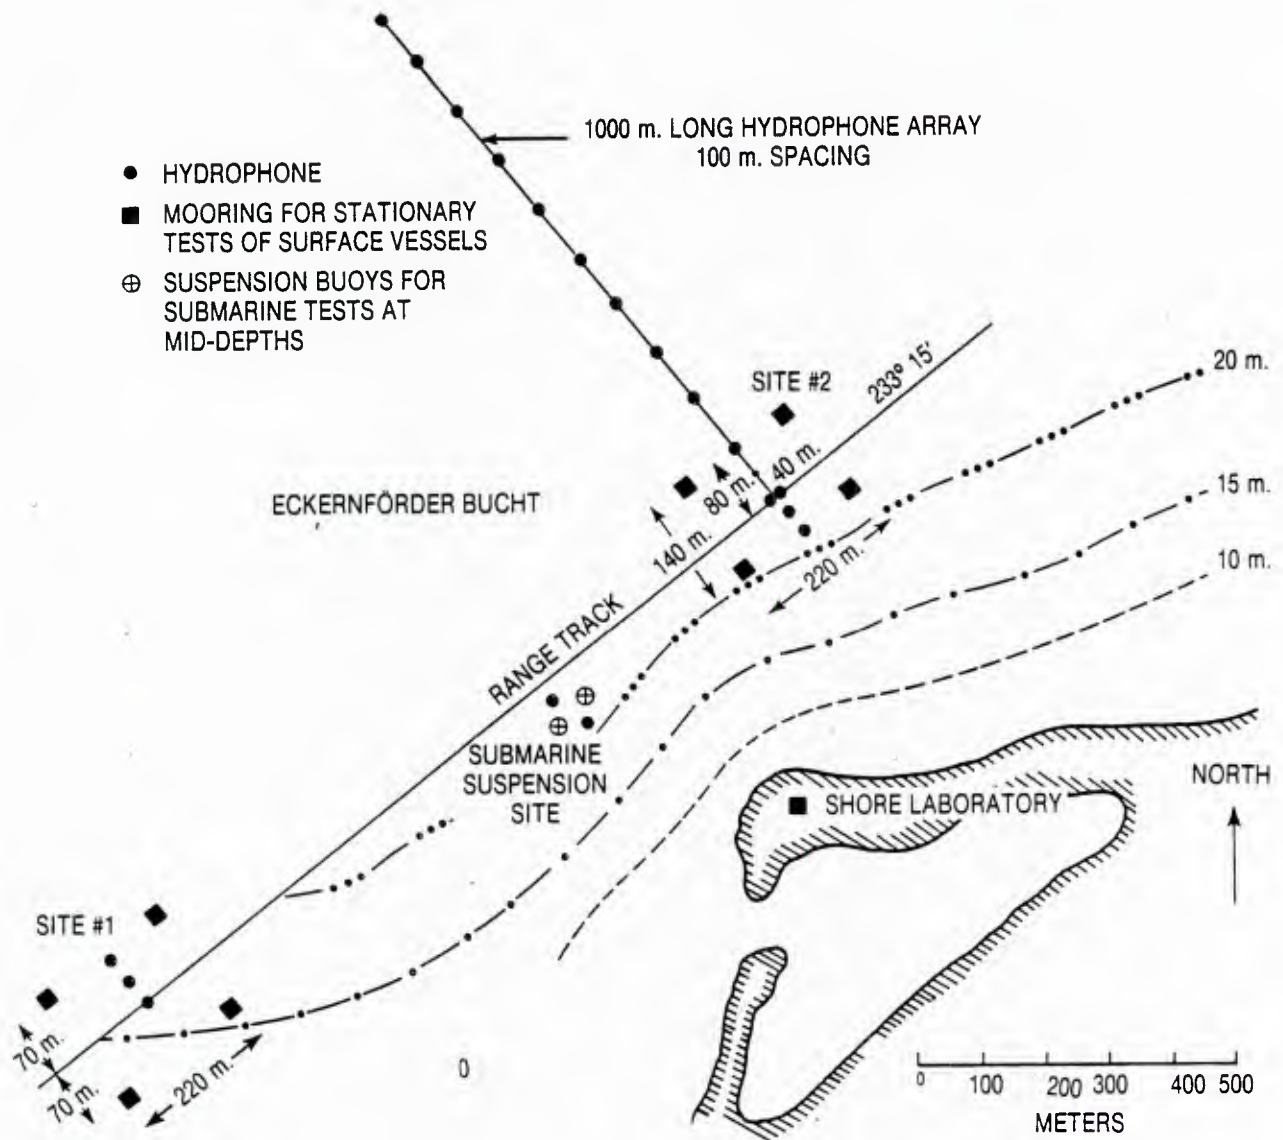 1000 m. LONG HYDROPHONE ARRAY
100 m. SPACING
HYDROPHONE
MOORING FOR STATIONARY
TESTS OF SURFACE VESSELS
SUSPENSION BUOYS FOR
SUBMARINE TESTS AT
MID-DEPTHS
SITE #2
233° 15'
20 m.
40 m.
80 m.
ECKERNFÖRDER BUCHT
15 m.
140 m.
220 m.
10 m.
RANGE TRACK
SUBMARINE
SUSPENSION
SITE
NORTH
SHORE LABORATORY
SITE #1
70 m.
70 m.
220 m.
0
0 100 200 300 400 500
METERS